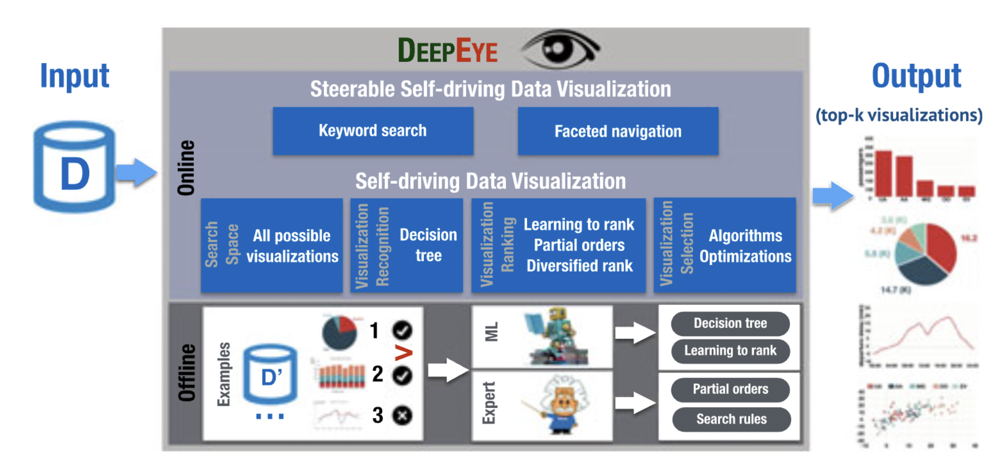 DEEPEYE
Input
Output
(top-k visualizations)
D
Online
Steerable Self-driving Data Visualization
Keyword search
Faceted navigation
Self-driving Data Visualization
Search
Space
All possible
visualizations
Visualization
Recognition
Decision
tree
Visualization
Ranking
Learning to rank
Partial orders
Diversified rank
Visualization
Selection
Algorithms
Optimizations
Offline
Examples
D’
...
1
>
2
3
ML
Expert
Decision tree
Learning to rank
Partial orders
Search rules
14.7 (K)